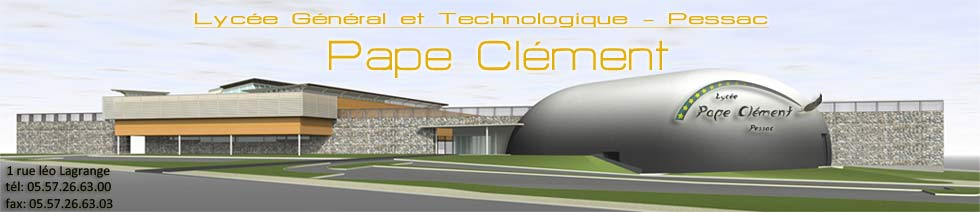 Lycée Général et Technologique - Pessac
Pape Clément
Lycée
Pape Clément
Pessac
1 rue léo Lagrange
tél: 05.57.26.63.00
fax: 05.57.26.63.03